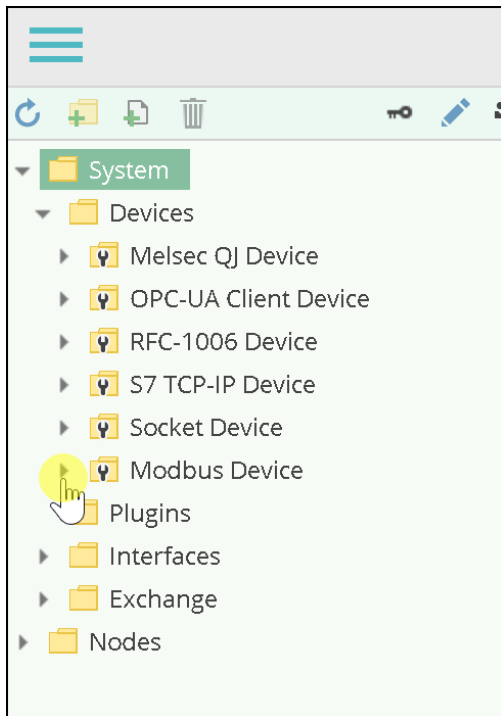 System
Devices
Melsec QJ Device
OPC-UA Client Device
RFC-1006 Device
S7 TCP-IP Device
Socket Device
Modbus Device
Plugins
Interfaces
Exchange
Nodes